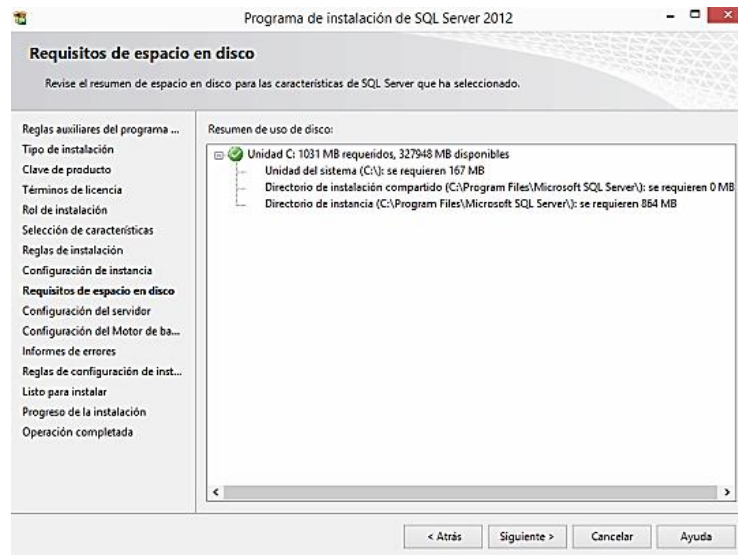 Programa de instalación de SQL Server 2012
Requisitos de espacio en disco
Revise el resumen de espacio en disco para las características de SQL Server que ha seleccionado.
Reglas auxiliares del programa ...
Tipo de instalación
Clave de producto
Términos de licencia
Rol de instalación
Selección de características
Reglas de instalación
Configuración de instancia
Requisitos de espacio en disco
Configuración del servidor
Configuración del Motor de ba...
Informes de errores
Reglas de configuración de inst...
Listo para instalar
Progreso de la instalación
Operación completada
Resumen de uso de disco:
Unidad C: 1031 MB requeridos, 327948 MB disponibles
Unidad del sistema (C:\): se requieren 167 MB
Directorio de instalación compartido (C:\Program Files\Microsoft SQL Server\): se requieren 0 MB
Directorio de instancia (C:\Program Files\Microsoft SQL Server\): se requieren 864 MB
< Atrás
Siguiente >
Cancelar
Ayuda